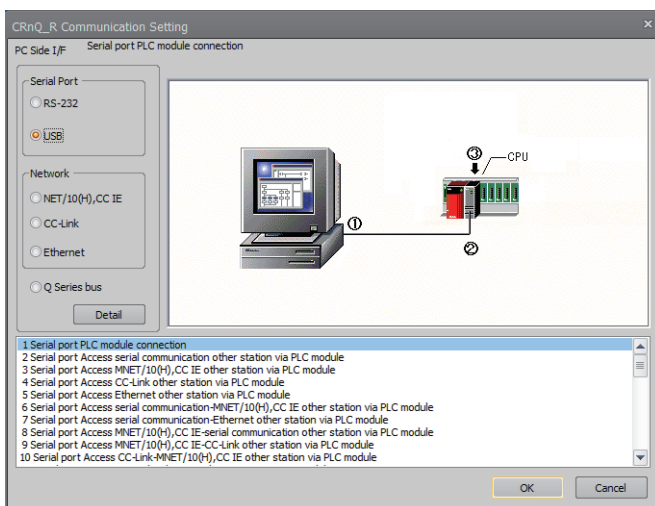 CRnQ_R Communication Setting
×
PC Side I/F Serial port PLC module connection
Serial Port
RS-232
USB
Network
NET/10(H),CC IE
CC-Link
Ethernet
Q Series bus
Detail
③
CPU
①
②
1 Serial port PLC module connection
2 Serial port Access serial communication other station via PLC module
3 Serial port Access MNET/10(H),CC IE other station via PLC module
4 Serial port Access CC-Link other station via PLC module
5 Serial port Access Ethernet other station via PLC module
6 Serial port Access serial communication-MNET/10(H),CC IE other station via PLC module
7 Serial port Access serial communication-Ethernet other station via PLC module
8 Serial port Access MNET/10(H),CC IE-serial communication other station via PLC module
9 Serial port Access MNET/10(H),CC IE-CC-Link other station via PLC module
10 Serial port Access CC-Link-MNET/10(H),CC IE other station via PLC module
OK Cancel